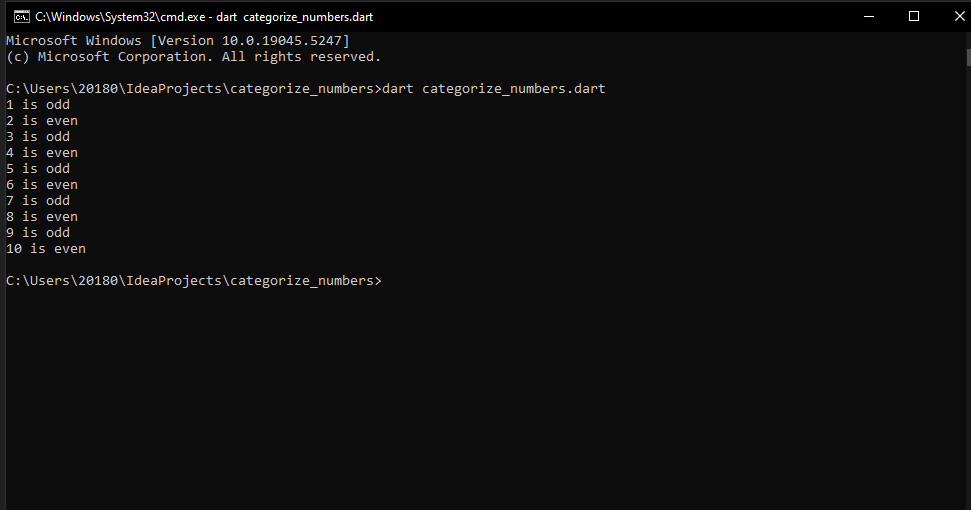 C:\Windows\System32\cmd.exe - dart  categorize_numbers.dart
Microsoft Windows [Version 10.0.19045.5247]
(c) Microsoft Corporation. All rights reserved.
C:\Users\20180\IdeaProjects\categorize_numbers>dart categorize_numbers.dart
1 is odd
2 is even
3 is odd
4 is even
5 is odd
6 is even
7 is odd
8 is even
9 is odd
10 is even
C:\Users\20180\IdeaProjects\categorize_numbers>